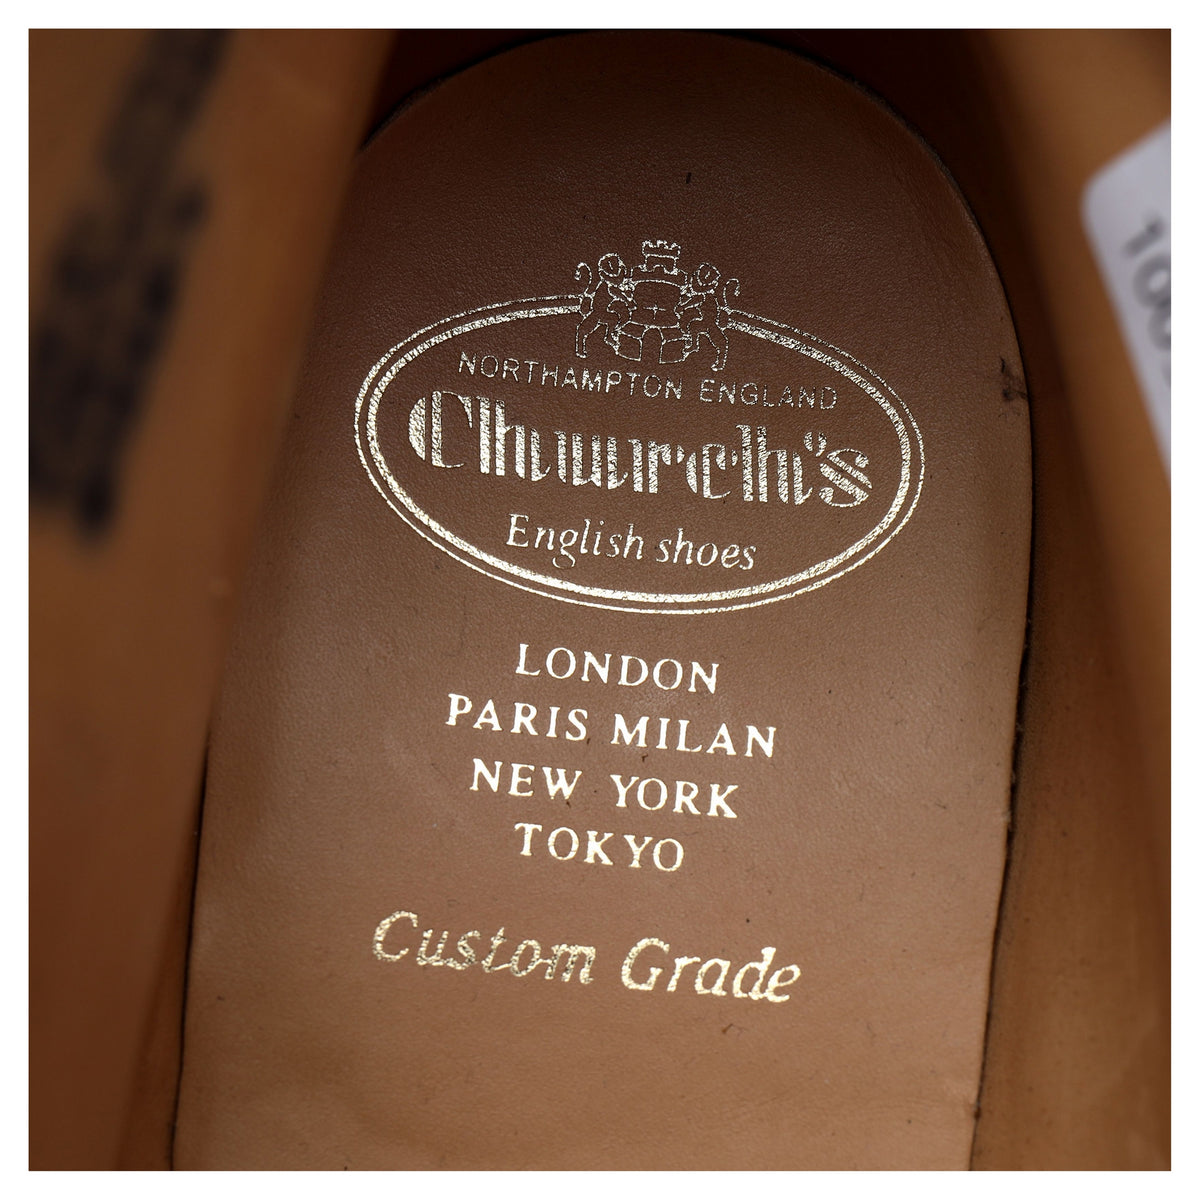 NORTHAMPTON ENGLAND
Church's
English shoes
LONDON
PARIS MILAN
NEW YORK
TOKYO
Custom Grade